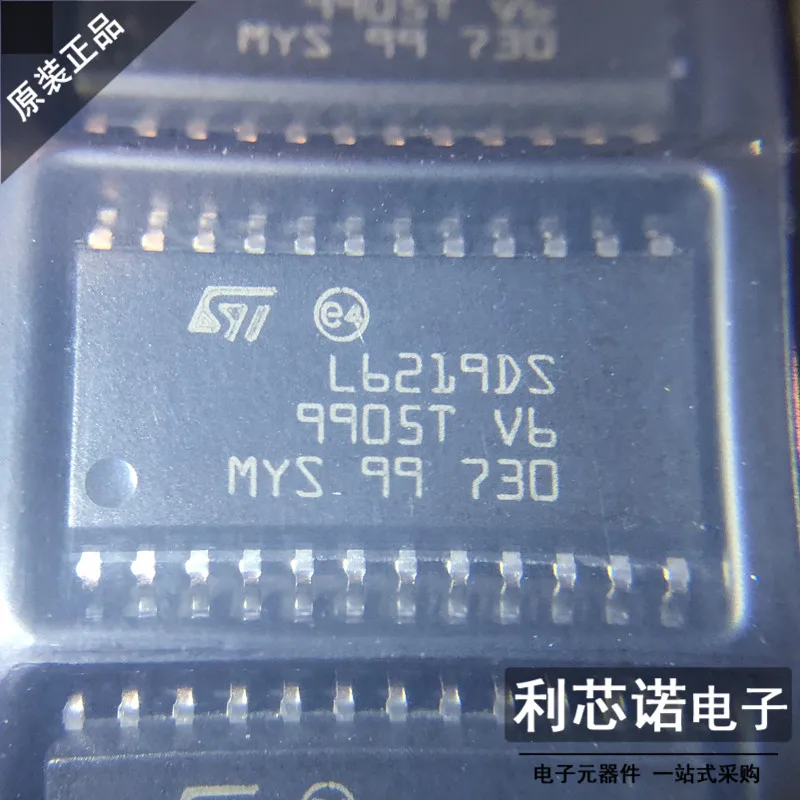 原装正品
9905T V6
MYS 99 730
ST e4
L6219DS
9905T V6
MYS 99 730
利芯诺电子
电子元器件 一站式采购